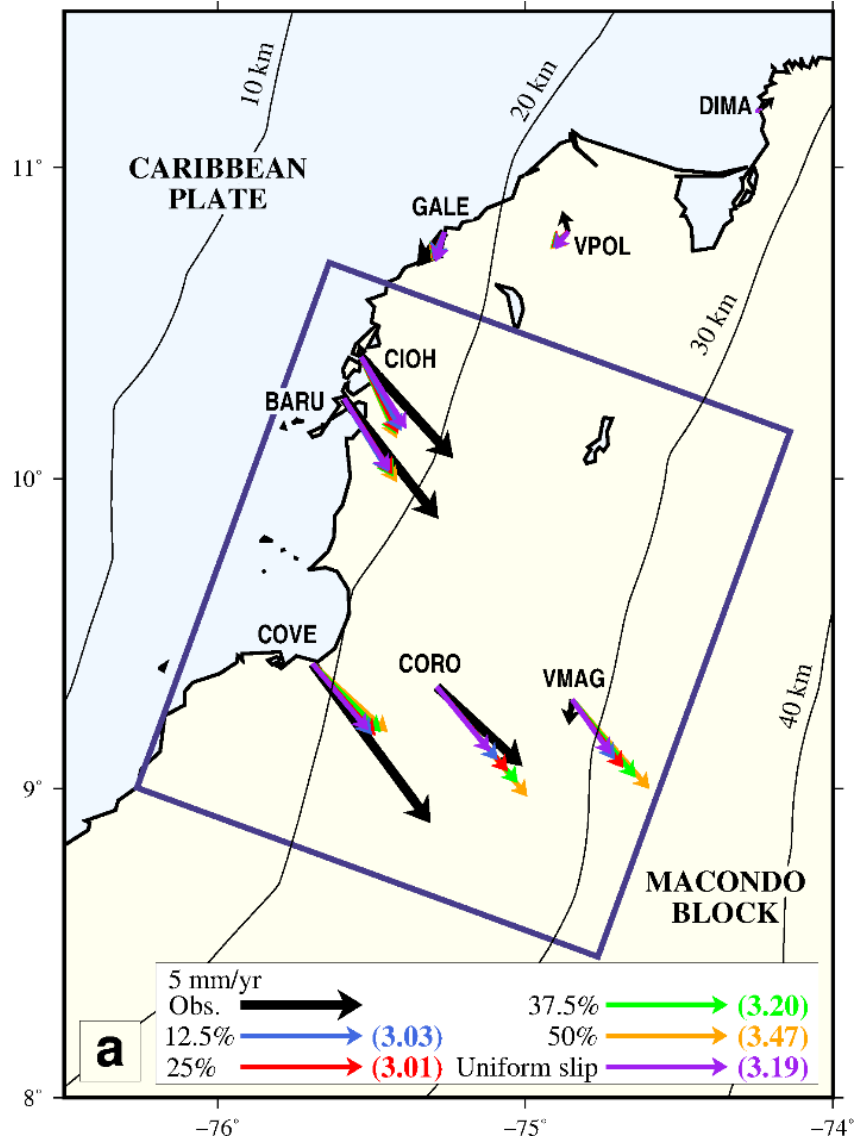 10 km
20 km
DIMA
11°
CARIBBEAN
PLATE
GALE
VPOL
30 km
CIOH
BARU
10°
COVE
CORO
VMAG
40 km
9°
MACONDO
BLOCK
5 mm/yr
Obs.
37.5% (3.20)
12.5% (3.03)
50% (3.47)
25% (3.01)
Uniform slip (3.19)
a
8°
−76°
−75°
−74°